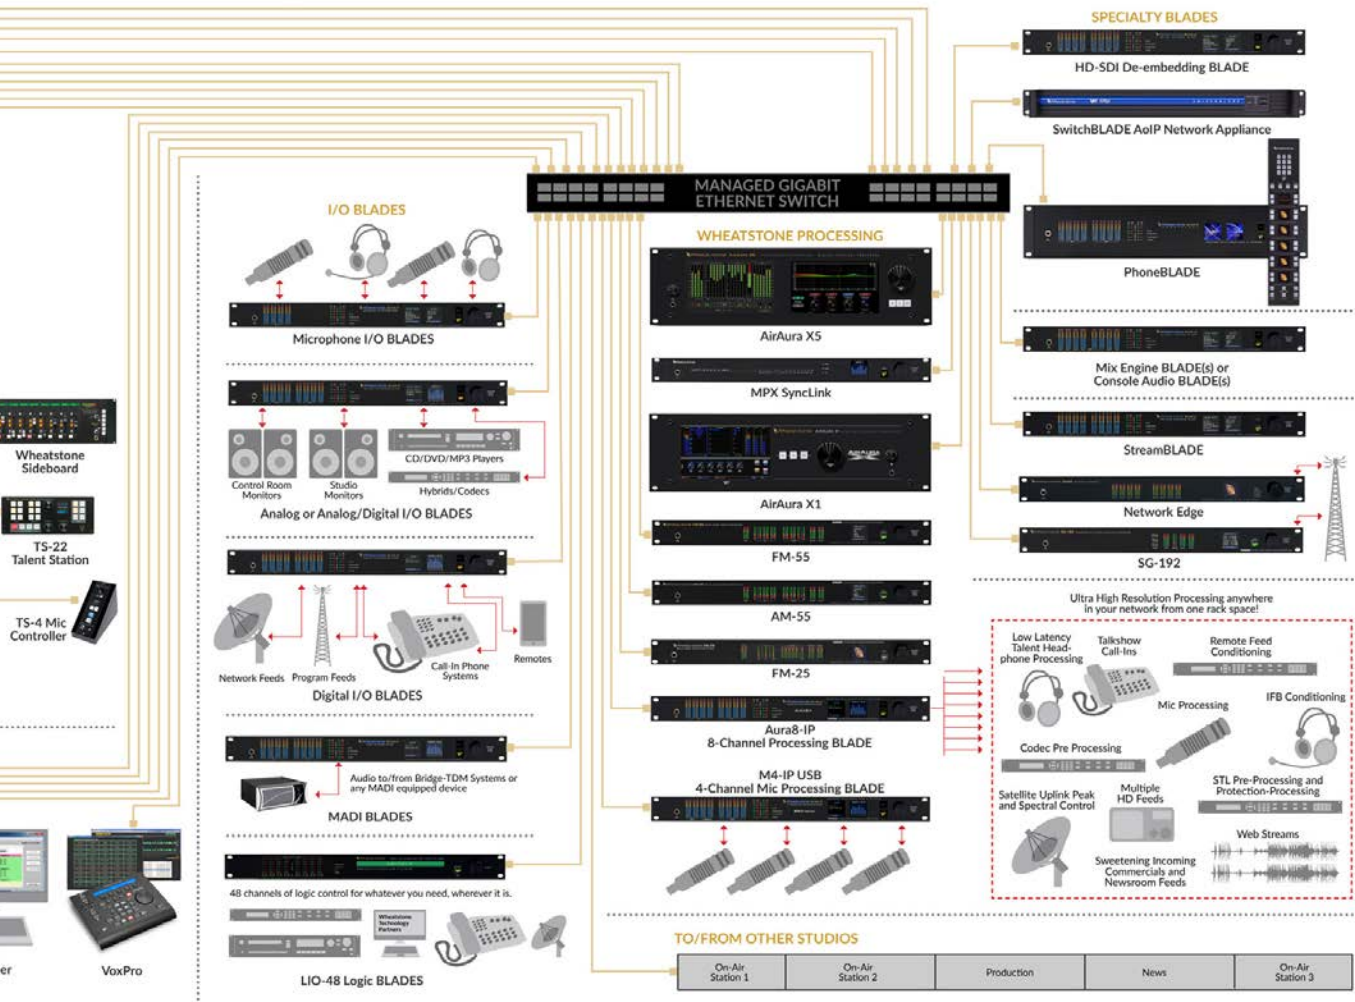 SPECIALTY BLADES
HD-SDI De-embedding BLADE
SwitchBLADE AoIP Network Appliance
MANAGED GIGABIT
ETHERNET SWITCH
PhoneBLADE
Mix Engine BLADE(s) or
Console Audio BLADE(s)
StreamBLADE
Network Edge
SG-192
I/O BLADES
Microphone I/O BLADES
CD/DVD/MP3 Players
Control Room
Monitors
Studio
Monitors
Hybrids/Codecs
Analog or Analog/Digital I/O BLADES
Network Feeds
Program Feeds
Call-In Phone
Systems
Remotes
Digital I/O BLADES
Audio to/from Bridge-TDM Systems or
any MADI equipped device
MADI BLADES
48 channels of logic control for whatever you need, wherever it is.
Wheatstone
Technology
Partners
LIO-48 Logic BLADES
WHEATSTONE PROCESSING
AirAura X5
MPX SyncLink
AirAura X1
FM-55
AM-55
FM-25
Aura8-IP
8-Channel Processing BLADE
M4-IP USB
4-Channel Mic Processing BLADE
Wheatstone
Sideboard
TS-22
Talent Station
TS-4 Mic
Controller
er
VoxPro
Ultra High Resolution Processing anywhere
in your network from one rack space!
Low Latency
Talent Head-
phone Processing
Talkshow
Call-Ins
Remote Feed
Conditioning
Mic Processing
IFB Conditioning
Codec Pre Processing
Satellite Uplink Peak
and Spectral Control
Multiple
HD Feeds
STL Pre-Processing and
Protection-Processing
Web Streams
Sweetening Incoming
Commercials and
Newsroom Feeds
TO/FROM OTHER STUDIOS
On-Air
Station 1
On-Air
Station 2
Production
News
On-Air
Station 3